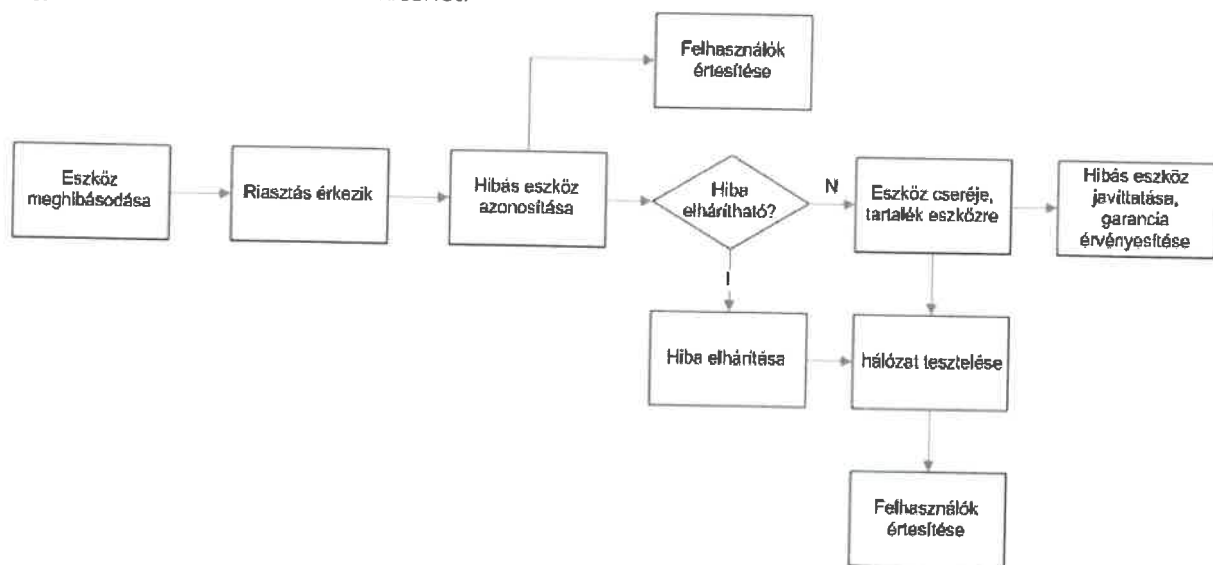 Felhasználók
értesítése
Eszköz
meghibásodása
Riasztás érkezik
Hibás eszköz
azonosítása
Hiba
elhárítható?
N
Eszköz cseréje,
tartalék eszközre
Hibás eszköz
javíttatása,
garancia
érvényesítése
I
Hiba elhárítása
hálózat tesztelése
Felhasználók
értesítése